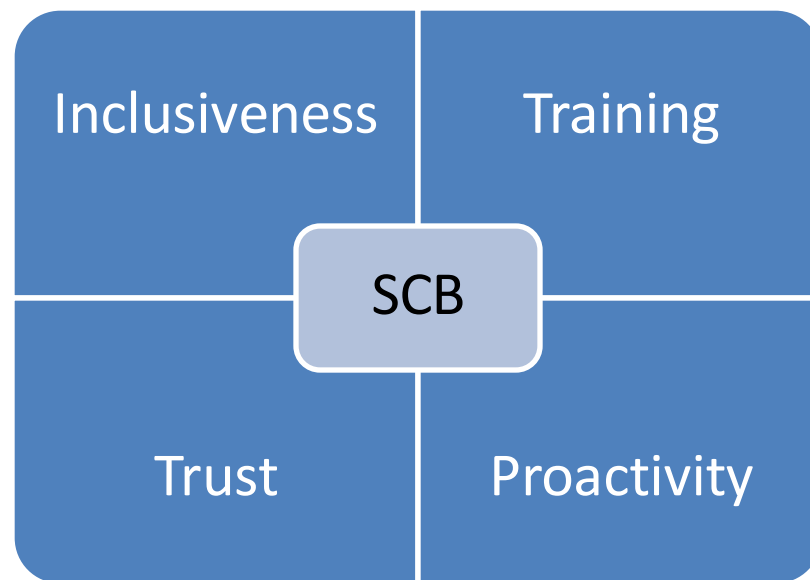 Inclusiveness
Training
SCB
Trust
Proactivity